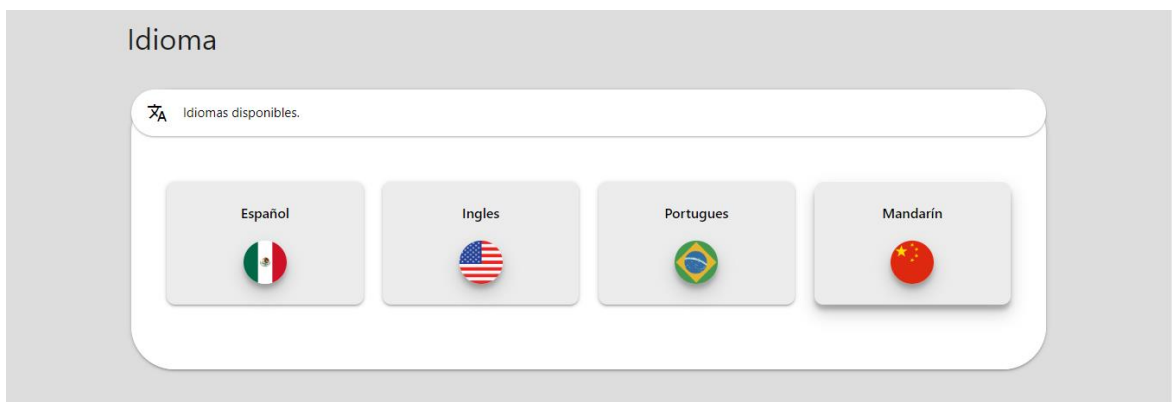 Idioma
Idiomas disponibles.
Español
Ingles
Portugues
Mandarín